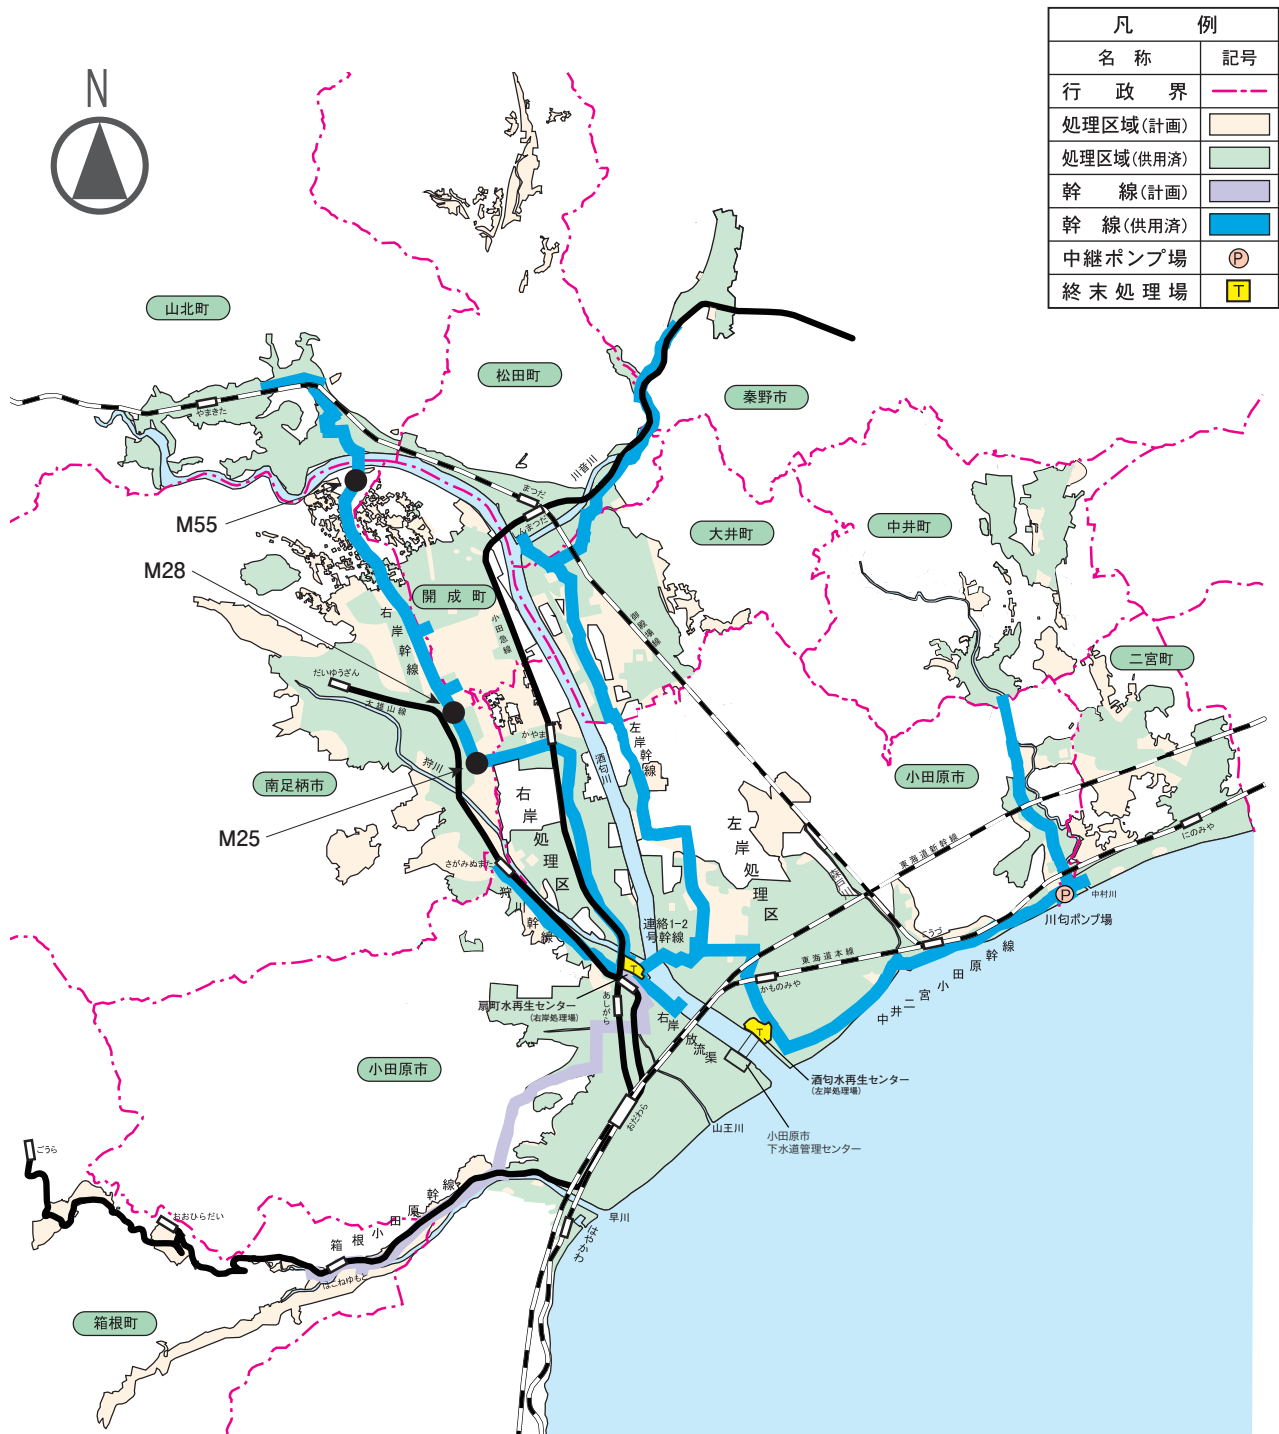 凡 例
名 称 記号
行 政 界
処理区域(計画)
処理区域(供用済)
幹 線(計画)
幹 線(供用済)
中継ポンプ場 P
終末処理場 T
N
山北町
松田町
秦野市
やまきた
川音川
まつだ
しんまつだ
M55
大井町
中井町
M28
開成町
右岸幹線
小田急線
御殿場線
二宮町
だいゆうざん
大雄山線
かやま
酒匂川
左岸幹線
狩川
南足柄市
小田原市
右岸処理区
左岸処理区
東海道新幹線
にのみや
M25
さがみぬまた
森戸川
P
中村川
川匂ポンプ場
狩川幹線
連絡1-2
号幹線
こうづ
東海道本線
T
かものみや
中井二宮小田原幹線
扇町水再生センター
(右岸処理場)
あしがら
右岸放流渠
T
小田原市
酒匂水再生センター
(左岸処理場)
おだわら
山王川
小田原市
下水道管理センター
ごうら
おおひらだい
箱根小田原幹線
早川
はやかわ
はこねゆもと
箱根町